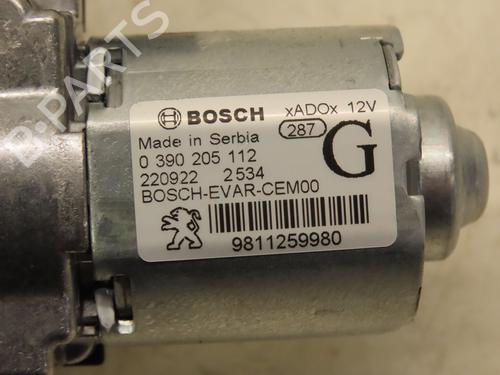 B-PARTS
BOSCH xADOx 12V
Made in Serbia 287 G
0 390 205 112
220922 2534
BOSCH-EVAR-CEM00
9811259980